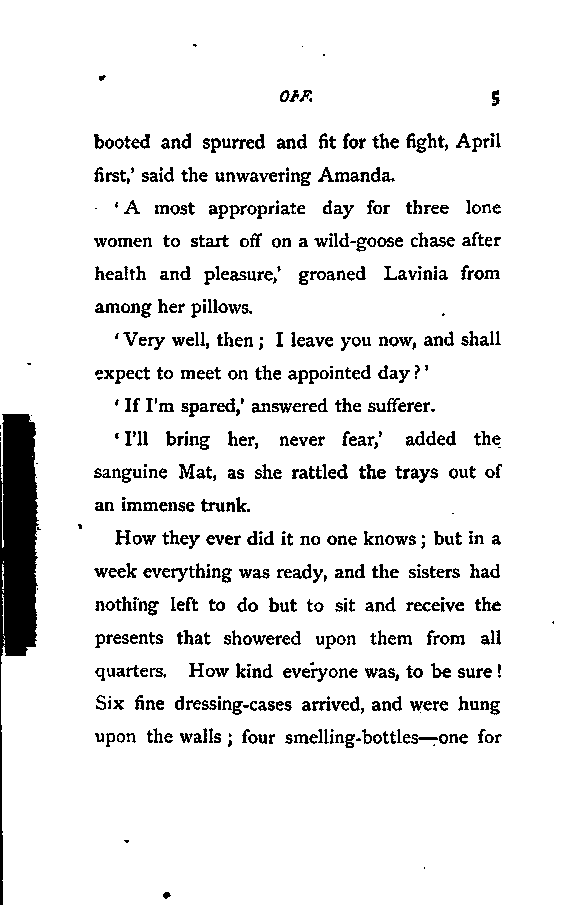 OFF. 5
booted and spurred and fit for the fight, April
first,' said the unwavering Amanda.
'A most appropriate day for three lone
women to start off on a wild-goose chase after
health and pleasure,' groaned Lavinia from
among her pillows.
'Very well, then; I leave you now, and shall
expect to meet on the appointed day?'
'If I'm spared,' answered the sufferer.
'I'll bring her, never fear,' added the
sanguine Mat, as she rattled the trays out of
an immense trunk.
How they ever did it no one knows; but in a
week everything was ready, and the sisters had
nothing left to do but to sit and receive the
presents that showered upon them from all
quarters. How kind everyone was, to be sure!
Six fine dressing-cases arrived, and were hung
upon the walls; four smelling-bottles—one for